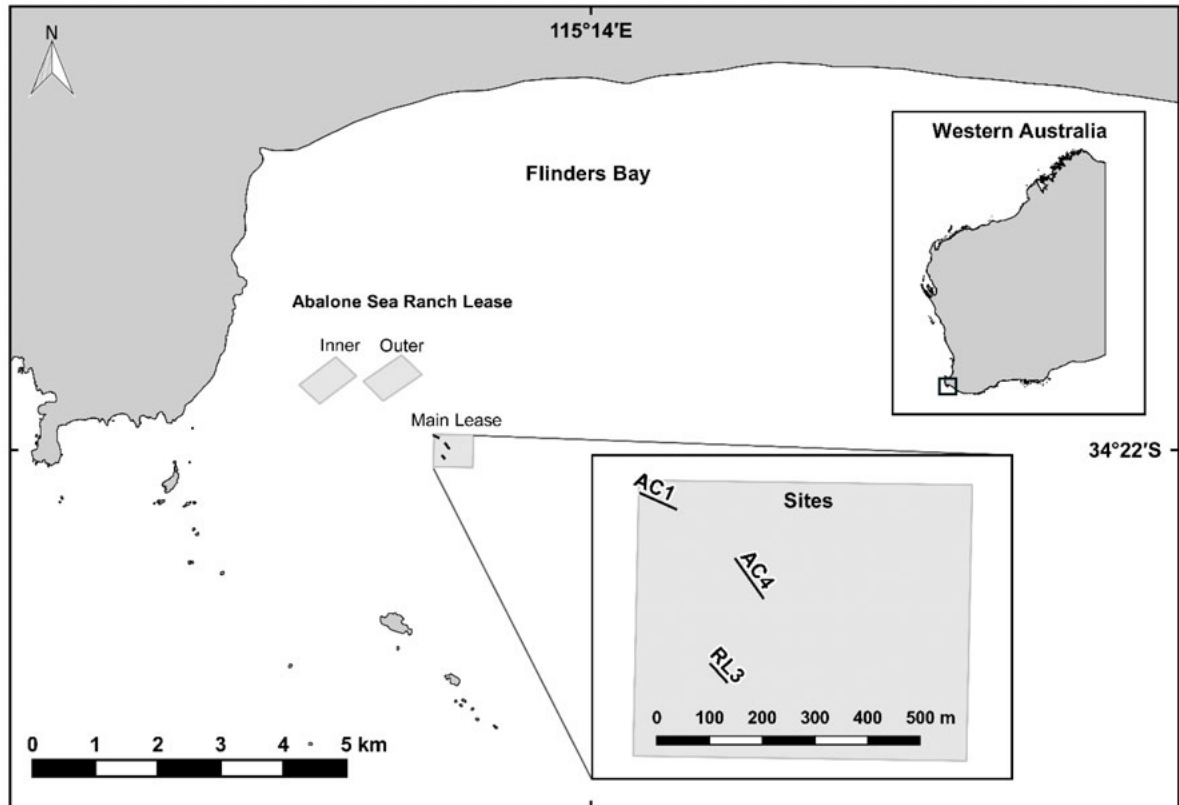 N
115°14′E
Western Australia
Flinders Bay
Abalone Sea Ranch Lease
Inner
Outer
Main Lease
34°22′S
AC1
Sites
AC4
RL3
0 100 200 300 400 500 m
0 1 2 3 4 5 km